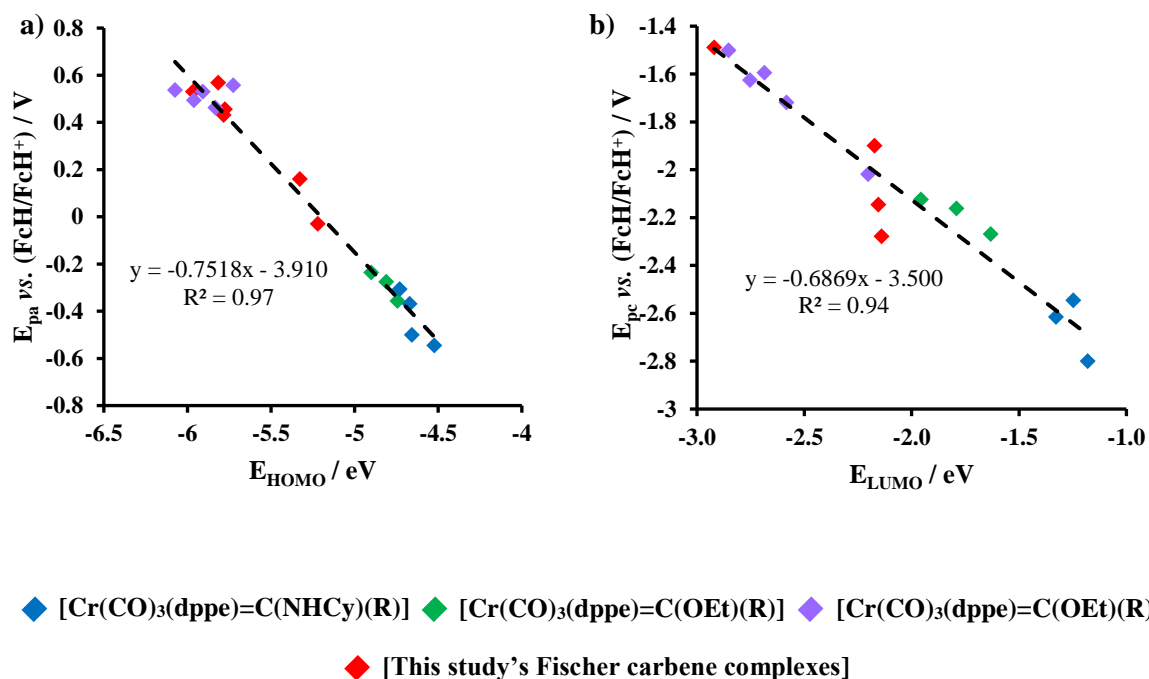 a)
0.8
0.6
0.4
0.2
0
-0.2
-0.4
-0.6
-0.8
E_pa vs. (FcH/FcH⁺) / V
y = -0.7518x - 3.910
R² = 0.97
-6.5 -6 -5.5 -5 -4.5 -4
E_HOMO / eV
b)
-1.4
-1.6
-1.8
-2
-2.2
-2.4
-2.6
-2.8
-3
E_pc vs. (FcH/FcH⁺) / V
y = -0.6869x - 3.500
R² = 0.94
-3.0 -2.5 -2.0 -1.5 -1.0
E_LUMO / eV
[Cr(CO)₃(dppe)=C(NHCy)(R)] [Cr(CO)₃(dppe)=C(OEt)(R)] [Cr(CO)₃(dppe)=C(OEt)(R)
[This study's Fischer carbene complexes]